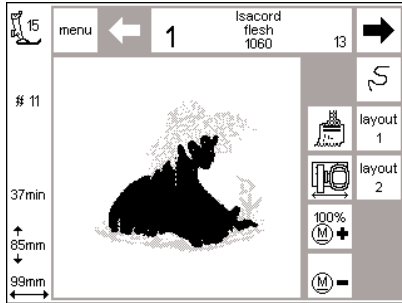 15
menu
1
Isacord
flesh
1060
13
# 11
layout
1
layout
2
37min
85mm
99mm
100%
M +
M -